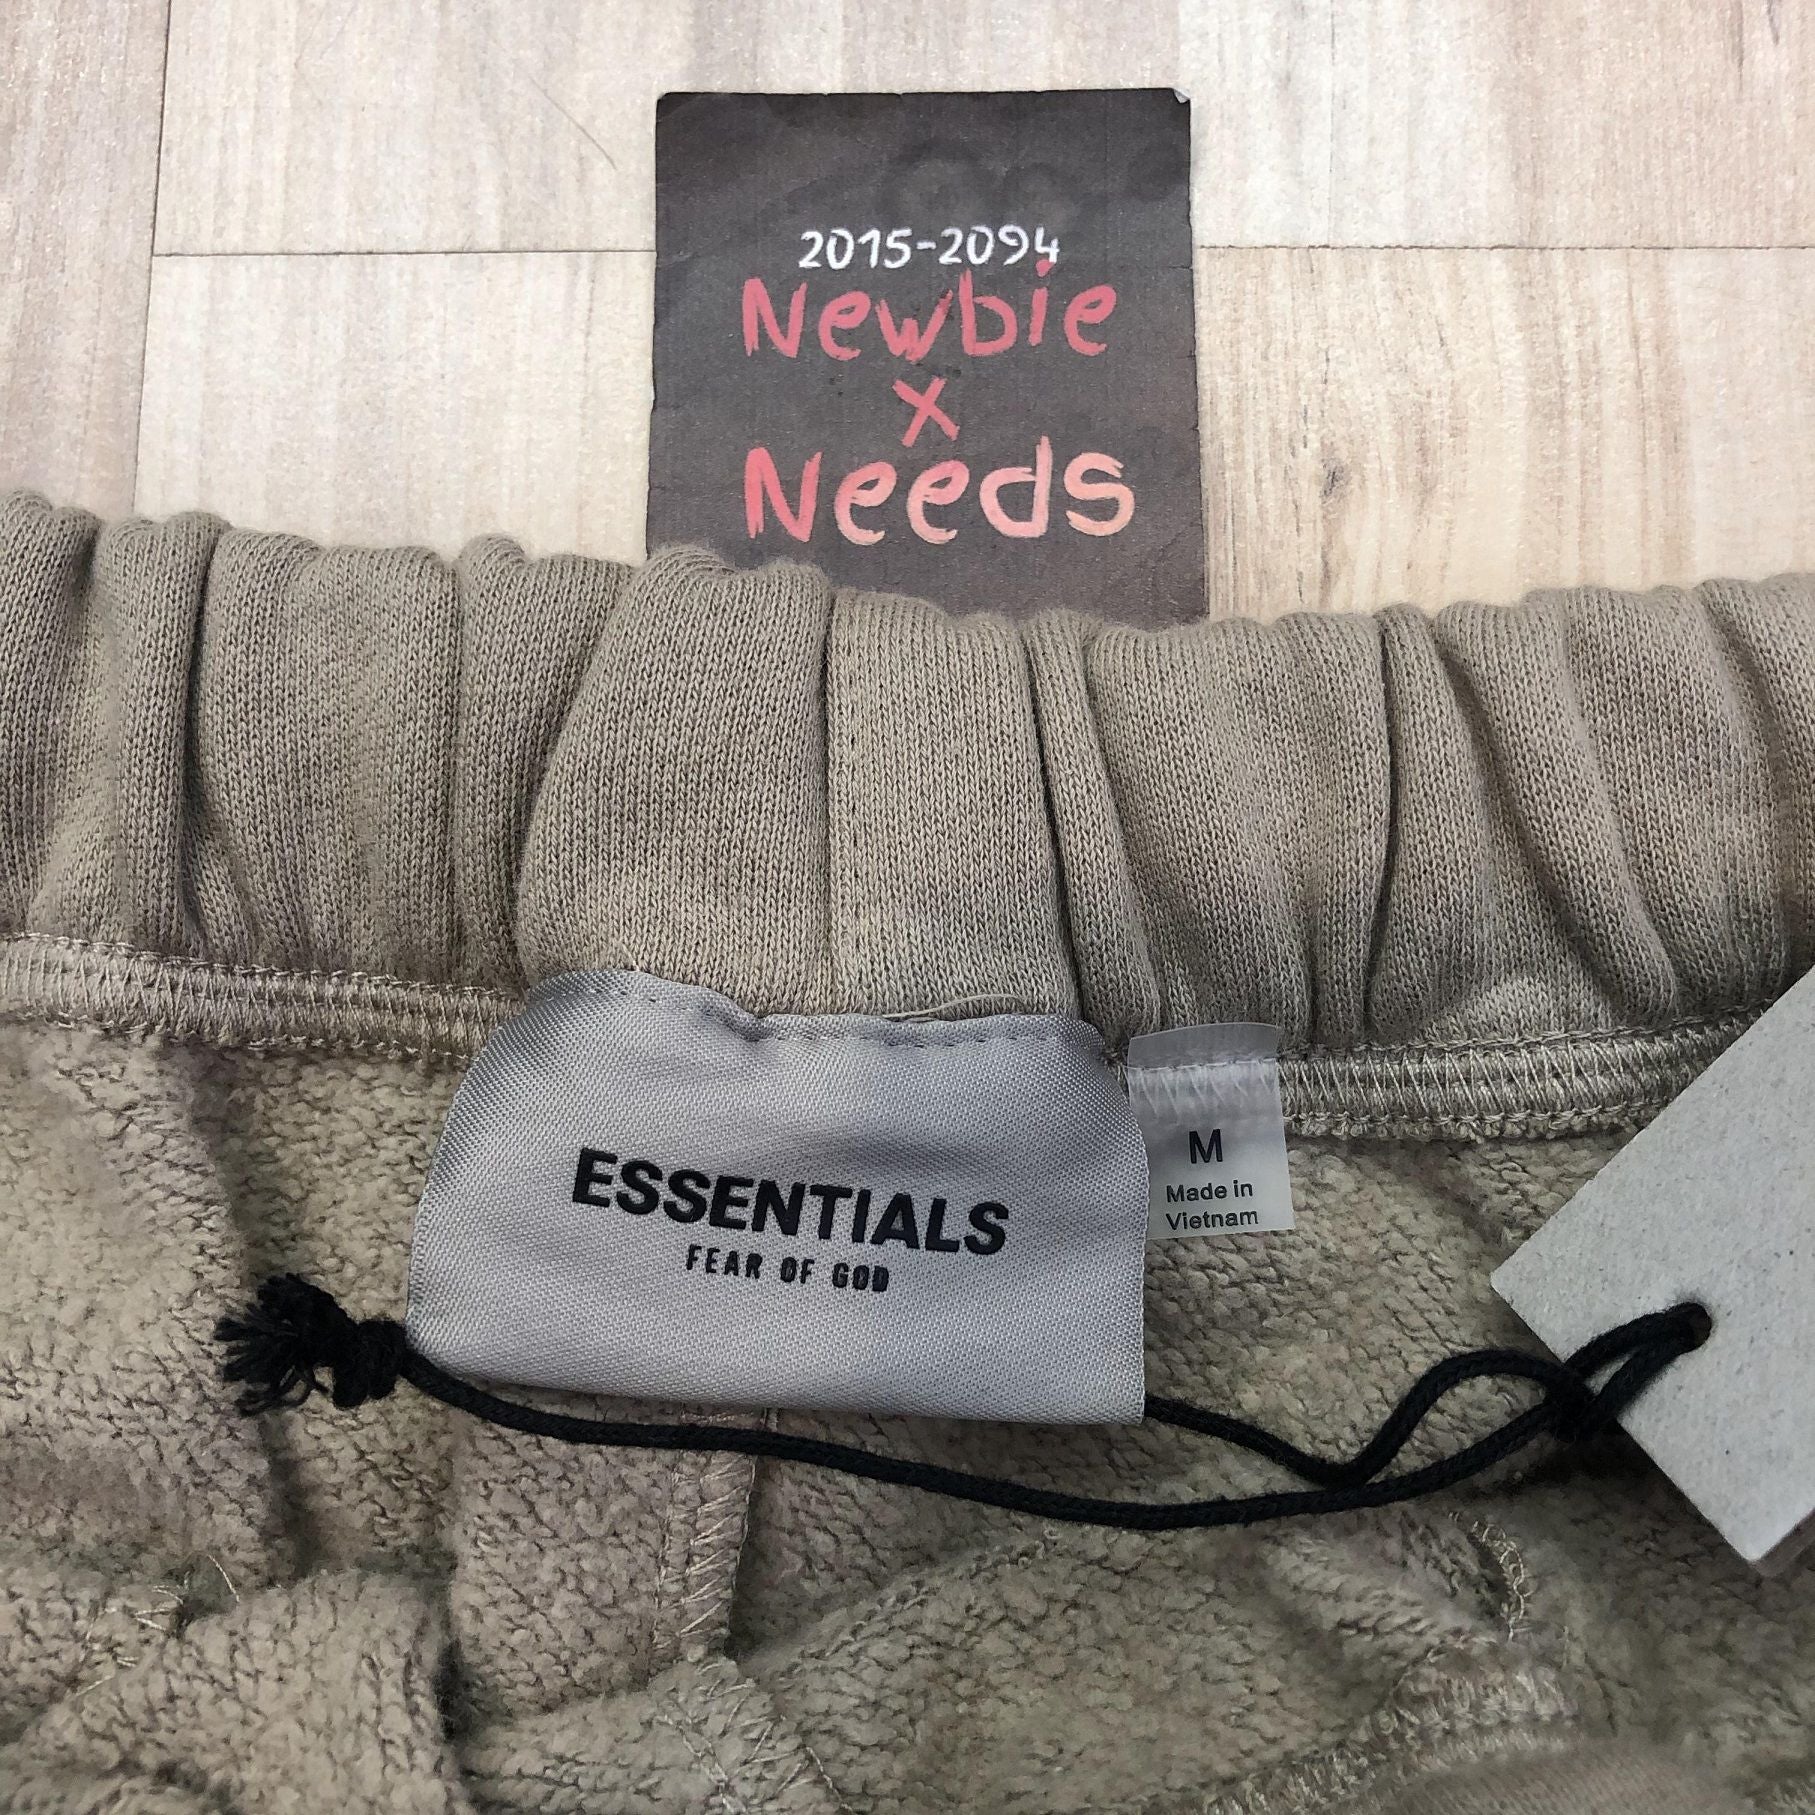 2015-2094
Newbie
x
Needs
ESSENTIALS
FEAR OF GOD
M
Made in
Vietnam